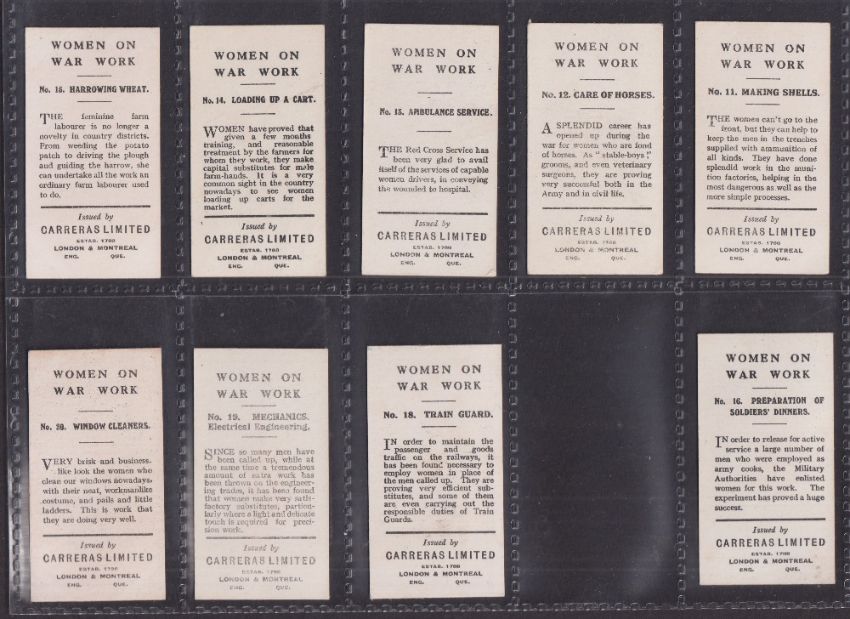 WOMEN ON
WAR WORK
No. 15. HARROWING WHEAT.
THE feminine farm
labourer is no longer a
novelty in country districts.
From weeding the potato
patch to driving the plough
aud guiding the harrow, she
can undertake all the work an
ordinary farm labourer used
to do.
Issued by
CARRERAS LIMITED
ESTAB. 1788
LONDON & MONTREAL
ENG. QUE.
WOMEN ON
WAR WORK
No. 14. LOADING UP A CART.
WOMEN have proved that
given a few months
training, and reasonable
treatment by the farmers for
whom they work, they make
capital substitutes for male
farm-hands. It is a very
common sight in the country
nowadays to see women
loading up carts for the
market.
Issued by
CARRERAS LIMITED
ESTAB. 1788
LONDON & MONTREAL
ENG. QUE.
WOMEN ON
WAR WORK
No. 13. AMBULANCE SERVICE.
THE Red Cross Service has
been very glad to avail
itself of the services of capable
women drivers, in conveying
the wounded to hospital.
Issued by
CARRERAS LIMITED
ESTAB. 1788
LONDON & MONTREAL
ENG. QUE.
WOMEN ON
WAR WORK
No. 12. CARE OF HORSES.
A SPLENDID career has
opened up during the
war for women who are fond
of horses. As "stable-boys,"
grooms, and even veterinary
surgeons, they are proving
very successful both in the
Army and in civil life.
Issued by
CARRERAS LIMITED
ESTAB. 1788
LONDON & MONTREAL
ENG. QUE.
WOMEN ON
WAR WORK
No. 11. MAKING SHELLS.
THE women can't go to the
front, but they can help to
keep the men in the trenches
supplied with ammunition of
all kinds. They have done
splendid work in the muni-
tion factories, helping in the
most dangerous as well as the
more simple processes.
Issued by
CARRERAS LIMITED
ESTAB. 1788
LONDON & MONTREAL
ENG. QUE.
WOMEN ON
WAR WORK
No. 20. WINDOW CLEANERS.
VERY brisk and business-
like look the women who
clean our windows nowadays,
with their neat, workmanlike
costume, and pails and little
ladders. This is work that
they are doing very well.
Issued by
CARRERAS LIMITED
ESTAB. 1788
LONDON & MONTREAL
ENG. QUE.
WOMEN ON
WAR WORK
No. 19. MECHANICS.
Electrical Engineering.
SINCE so many men have
been called up, while at
the same time a tremendous
amount of extra work has
been thrown on the engineer-
ing trades, it has been found
that women make very satis-
factory substitutes, particu-
larly where a light and delicate
touch is required for preci-
sion work.
Issued by
CARRERAS LIMITED
ESTAB. 1788
LONDON & MONTREAL
ENG. QUE.
WOMEN ON
WAR WORK
No. 18. TRAIN GUARD.
IN order to maintain the
passenger and goods
traffic on the railways, it
has been found necessary to
employ women in place of
the men called up. They are
proving very efficient sub-
stitutes, and some of them
are even carrying out the
responsible duties of Train
Guards.
Issued by
CARRERAS LIMITED
ESTAB. 1788
LONDON & MONTREAL
ENG. QUE.
WOMEN ON
WAR WORK
No. 16. PREPARATION OF
SOLDIERS' DINNERS.
IN order to release for active
service a large number of
men who were employed as
army cooks, the Military
Authorities have enlisted
women for this work. The
experiment has proved a huge
success.
Issued by
CARRERAS LIMITED
ESTAB. 1788
LONDON & MONTREAL
ENG. QUE.